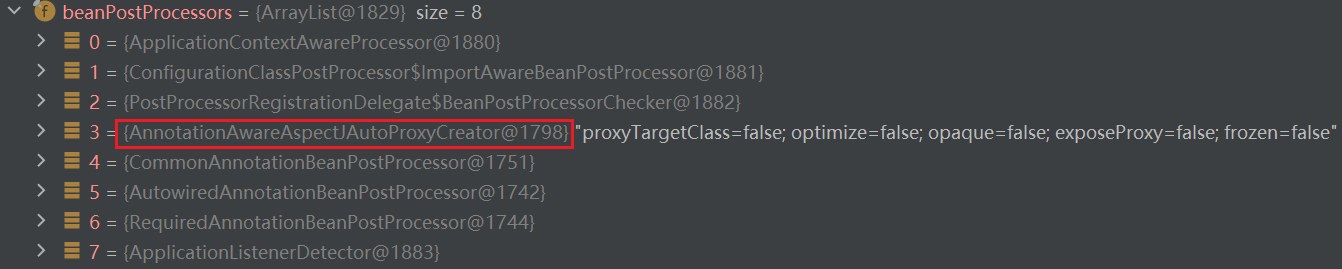 f beanPostProcessors = {ArrayList@1829} size = 8
0 = {ApplicationContextAwareProcessor@1880}
1 = {ConfigurationClassPostProcessor$ImportAwareBeanPostProcessor@1881}
2 = {PostProcessorRegistrationDelegate$BeanPostProcessorChecker@1882}
3 = {AnnotationAwareAspectJAutoProxyCreator@1798} "proxyTargetClass=false; optimize=false; opaque=false; exposeProxy=false; frozen=false"
4 = {CommonAnnotationBeanPostProcessor@1751}
5 = {AutowiredAnnotationBeanPostProcessor@1742}
6 = {RequiredAnnotationBeanPostProcessor@1744}
7 = {ApplicationListenerDetector@1883}